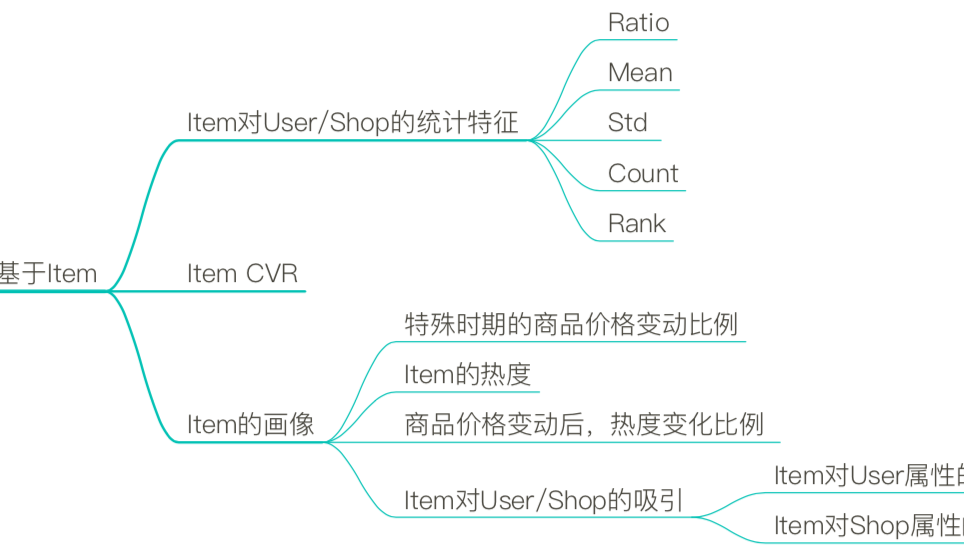 基于Item
Item对User/Shop的统计特征
Ratio
Mean
Std
Count
Rank
Item CVR
Item的画像
特殊时期的商品价格变动比例
Item的热度
商品价格变动后，热度变化比例
Item对User/Shop的吸引
Item对User属性的
Item对Shop属性